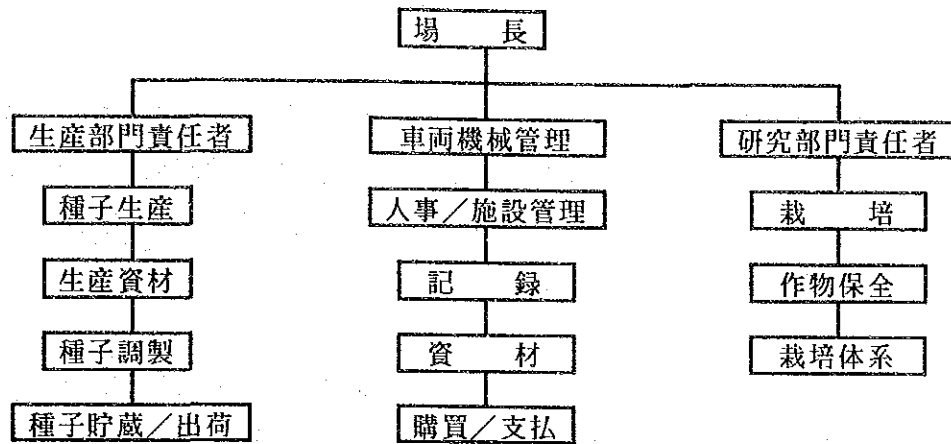 場長
生産部門責任者 車両機械管理 研究部門責任者
種子生産 人事／施設管理 栽培
生産資材 記録 作物保全
種子調製 資材 栽培体系
種子貯蔵／出荷 購買／支払